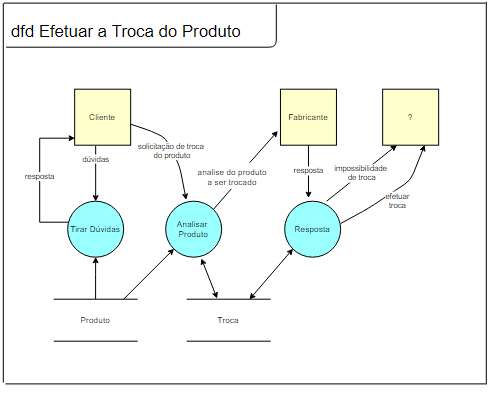 dfd Efetuar a Troca do Produto
Cliente
Fabricante
?
dúvidas
solicitação de troca
do produto
resposta
analise do produto
a ser trocado
resposta
impossibilidade
de troca
efetuar
troca
Tirar Dúvidas
Analisar
Produto
Resposta
Produto
Troca